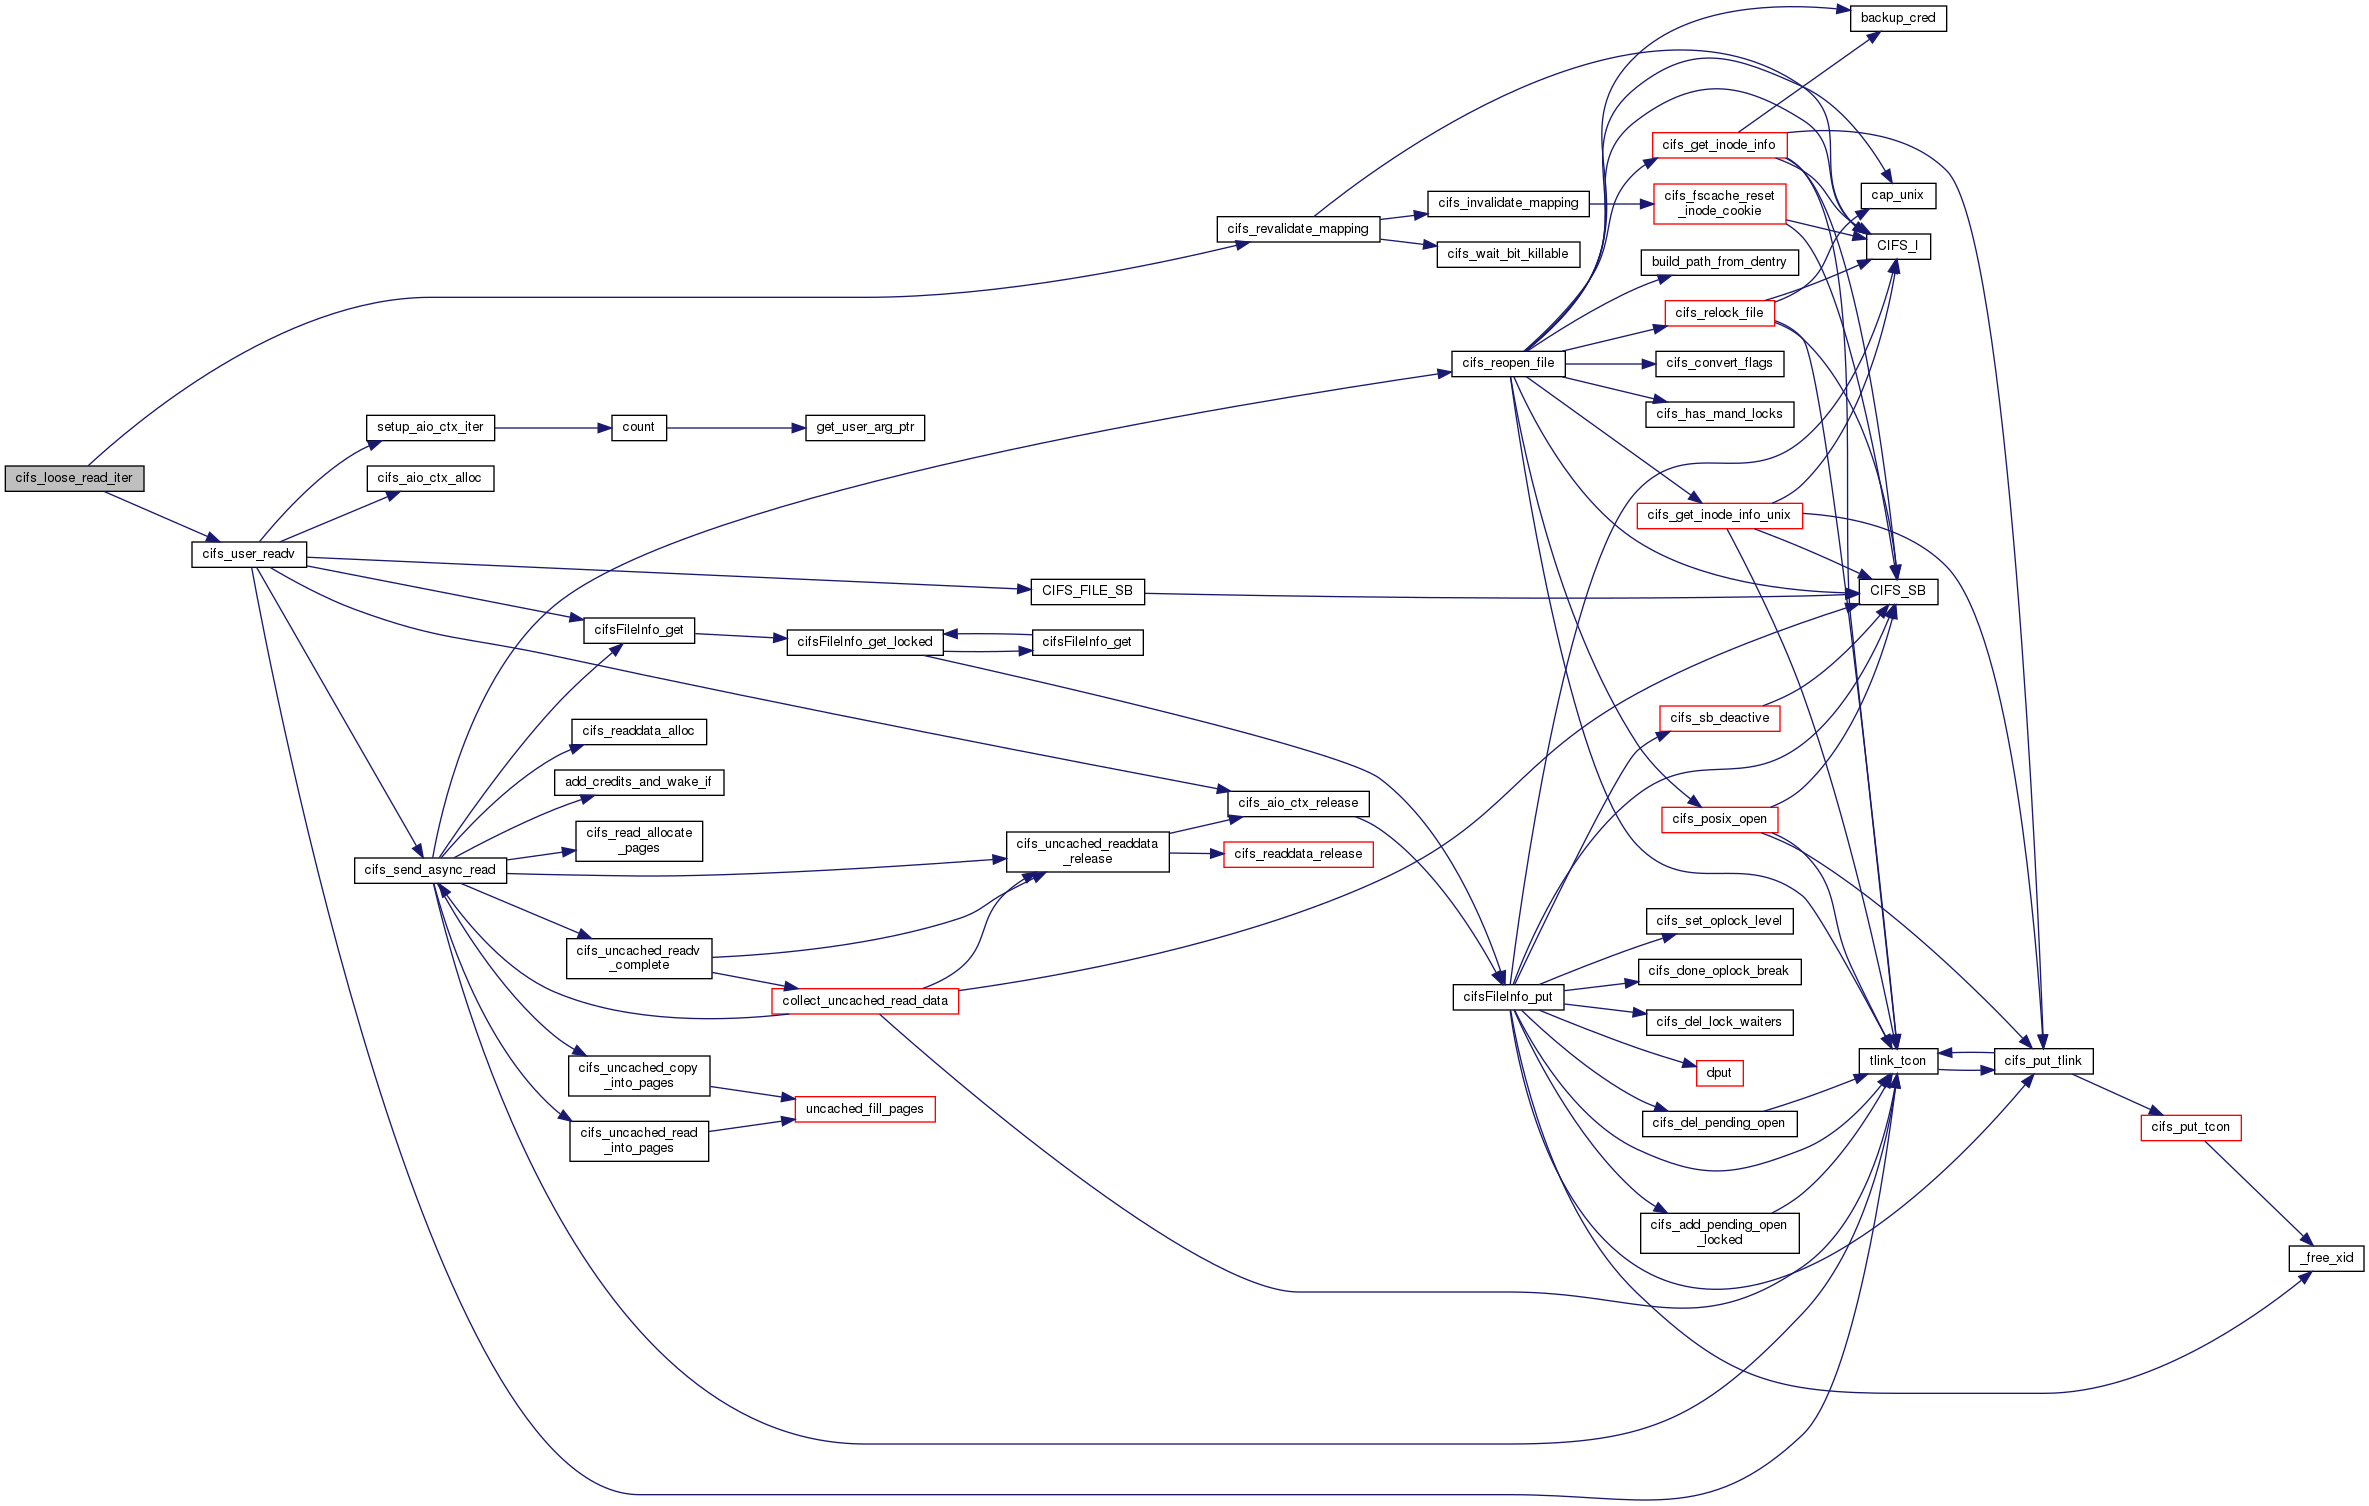 cifs_loose_read_iter
cifs_user_readv
setup_aio_ctx_iter
cifs_aio_ctx_alloc
cifs_send_async_read
count
cifsFileInfo_get
cifs_readdata_alloc
add_credits_and_wake_if
cifs_read_allocate
_pages
cifs_uncached_readv
_complete
cifs_uncached_copy
_into_pages
cifs_uncached_read
_into_pages
get_user_arg_ptr
cifsFileInfo_get_locked
collect_uncached_read_data
uncached_fill_pages
CIFS_FILE_SB
cifsFileInfo_get
cifs_uncached_readdata
_release
cifs_revalidate_mapping
cifs_aio_ctx_release
cifs_readdata_release
cifs_invalidate_mapping
cifs_wait_bit_killable
cifs_reopen_file
cifsFileInfo_put
cifs_get_inode_info
cifs_fscache_reset
_inode_cookie
build_path_from_dentry
cifs_relock_file
cifs_convert_flags
cifs_has_mand_locks
cifs_get_inode_info_unix
cifs_sb_deactive
cifs_posix_open
cifs_set_oplock_level
cifs_done_oplock_break
cifs_del_lock_waiters
dput
cifs_del_pending_open
cifs_add_pending_open
_locked
backup_cred
cap_unix
CIFS_I
CIFS_SB
tlink_tcon
cifs_put_tlink
cifs_put_tcon
_free_xid